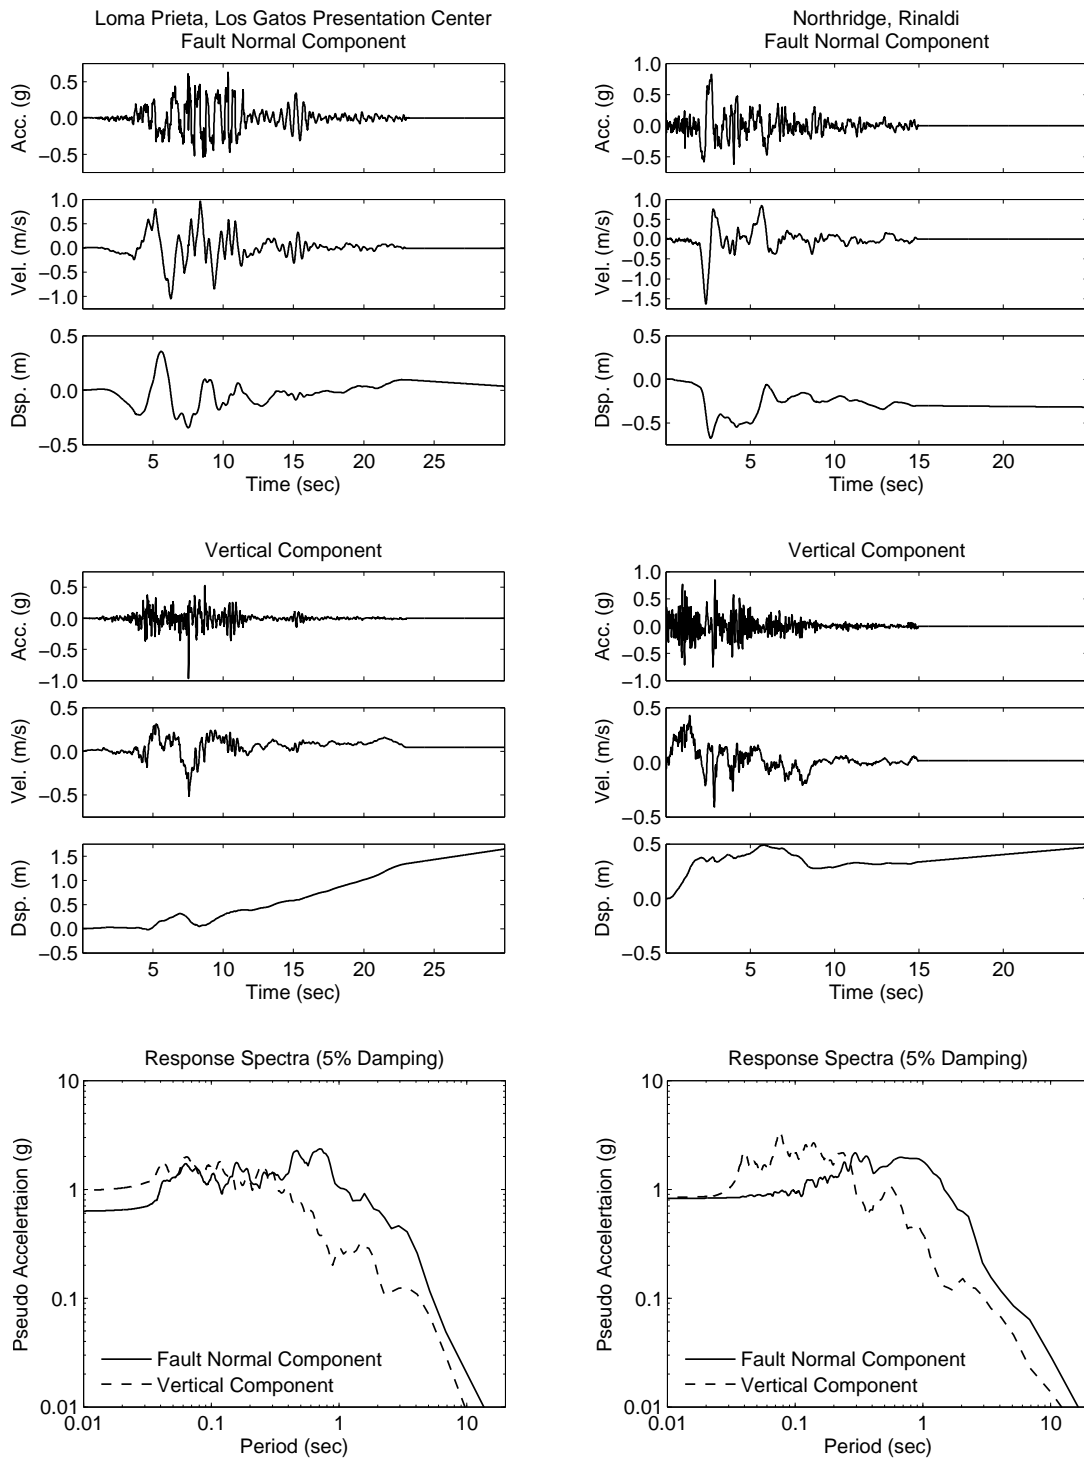 Loma Prieta, Los Gatos Presentation Center
Fault Normal Component
Acc. (g)
0.5
0.0
−0.5
Vel. (m/s)
1.0
0.5
0.0
−0.5
−1.0
Dsp. (m)
0.5
0.0
−0.5
5 10 15 20 25
Time (sec)
Northridge, Rinaldi
Fault Normal Component
Acc. (g)
1.0
0.5
0.0
−0.5
Vel. (m/s)
1.0
0.5
0.0
−0.5
−1.0
−1.5
Dsp. (m)
0.5
0.0
−0.5
5 10 15 20
Time (sec)
Vertical Component
Acc. (g)
0.5
0.0
−0.5
−1.0
Vel. (m/s)
0.5
0.0
−0.5
Dsp. (m)
1.5
1.0
0.5
0.0
−0.5
5 10 15 20 25
Time (sec)
Vertical Component
Acc. (g)
1.0
0.5
0.0
−0.5
−1.0
Vel. (m/s)
0.5
0.0
−0.5
Dsp. (m)
0.5
0.0
−0.5
5 10 15 20
Time (sec)
Response Spectra (5% Damping)
Pseudo Accelertaion (g)
10
1
0.1
0.01
Fault Normal Component
Vertical Component
0.01 0.1 1 10
Period (sec)
Response Spectra (5% Damping)
Pseudo Accelertaion (g)
10
1
0.1
0.01
Fault Normal Component
Vertical Component
0.01 0.1 1 10
Period (sec)